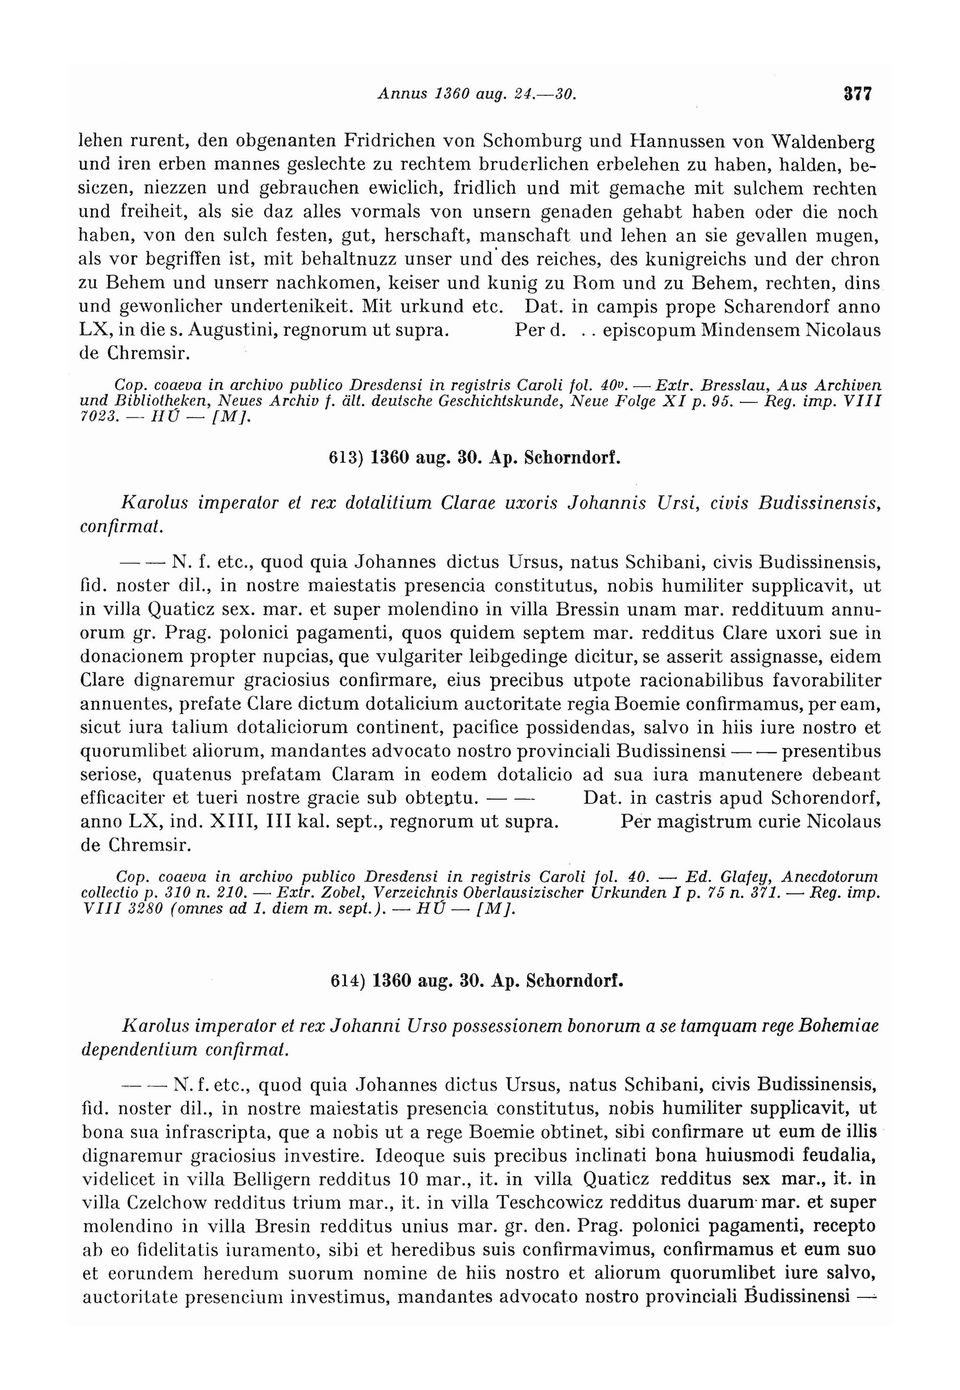 Annus 1360 aug. 24.—30. 377
lehen rurent, den obgenanten Fridrichen von Schomburg und Hannussen von Waldenberg
und iren erben mannes geslechte zu rechtem bruderlichen erbelehen zu haben, halden, be-
siczen, niezzen und gebrauchen ewiclich, fridlich und mit gemache mit sulchem rechten
und freiheit, als sie daz alles vormals von unsern genaden gehabt haben oder die noch
haben, von den sulch festen, gut, herschaft, manschaft und lehen an sie gevallen mugen,
als vor begriffen ist, mit behaltnuzz unser und des reiches, des kunigreichs und der chron
zu Behem und unserr nachkomen, keiser und kunig zu Rom und zu Behem, rechten, dins
und gewonlicher undertenikeit. Mit urkund etc. Dat. in campis prope Scharendorf anno
LX, in die s. Augustini, regnorum ut supra. Per d. . . episcopum Mindensem Nicolaus
de Chremsir.
Cop. coaeva in archivo publico Dresdensi in registris Caroli fol. 40v. — Extr. Bresslau, Aus Archiven
und Bibliotheken, Neues Archiv f. ält. deutsche Geschichtskunde, Neue Folge XI p. 95. — Reg. imp. VIII
7023. — HÚ — [M].
613) 1360 aug. 30. Ap. Schorndorf.
Karolus imperator et rex dotalitium Clarae uxoris Johannis Ursi, civis Budissinensis,
confirmat.
— — N. f. etc., quod quia Johannes dictus Ursus, natus Schibani, civis Budissinensis,
fid. noster dil., in nostre maiestatis presencia constitutus, nobis humiliter supplicavit, ut
in villa Quaticz sex. mar. et super molendino in villa Bressin unam mar. reddituum annu-
orum gr. Prag. polonici pagamenti, quos quidem septem mar. redditus Clare uxori sue in
donacionem propter nupcias, que vulgariter leibgedinge dicitur, se asserit assignasse, eidem
Clare dignaremur graciosius confirmare, eius precibus utpote racionabilibus favorabiliter
annuentes, prefate Clare dictum dotalicium auctoritate regia Boemie confirmamus, per eam,
sicut iura talium dotaliciorum continent, pacifice possidendas, salvo in hiis iure nostro et
quorumlibet aliorum, mandantes advocato nostro provinciali Budissinensi — — presentibus
seriose, quatenus prefatam Claram in eodem dotalicio ad sua iura manutenere debeant
efficaciter et tueri nostre gracie sub obtentu. — — Dat. in castris apud Schorendorf,
anno LX, ind. XIII, III kal. sept., regnorum ut supra. Per magistrum curie Nicolaus
de Chremsir.
Cop. coaeva in archivo publico Dresdensi in registris Caroli fol. 40. — Ed. Glafey, Anecdotorum
collectio p. 310 n. 210. — Extr. Zobel, Verzeichnis Oberlausizischer Urkunden I p. 75 n. 371. — Reg. imp.
VIII 3280 (omnes ad 1. diem m. sept.). — HÚ — [M].
614) 1360 aug. 30. Ap. Schorndorf.
Karolus imperator et rex Johanni Urso possessionem bonorum a se tamquam rege Bohemiae
dependentium confirmat.
— — N. f. etc., quod quia Johannes dictus Ursus, natus Schibani, civis Budissinensis,
fid. noster dil., in nostre maiestatis presencia constitutus, nobis humiliter supplicavit, ut
bona sua infrascripta, que a nobis ut a rege Boemie obtinet, sibi confirmare ut eum de illis
dignaremur graciosius investire. Ideoque suis precibus inclinati bona huiusmodi feudalia,
videlicet in villa Belligern redditus 10 mar., it. in villa Quaticz redditus sex mar., it. in
villa Czelchow redditus trium mar., it. in villa Teschcowicz redditus duarum mar. et super
molendino in villa Bresin redditus unius mar. gr. den. Prag. polonici pagamenti, recepto
ab eo fidelitatis iuramento, sibi et heredibus suis confirmavimus, confirmamus et eum suo
et eorundem heredum suorum nomine de hiis nostro et aliorum quorumlibet iure salvo,
auctoritate presencium investimus, mandantes advocato nostro provinciali Budissinensi —